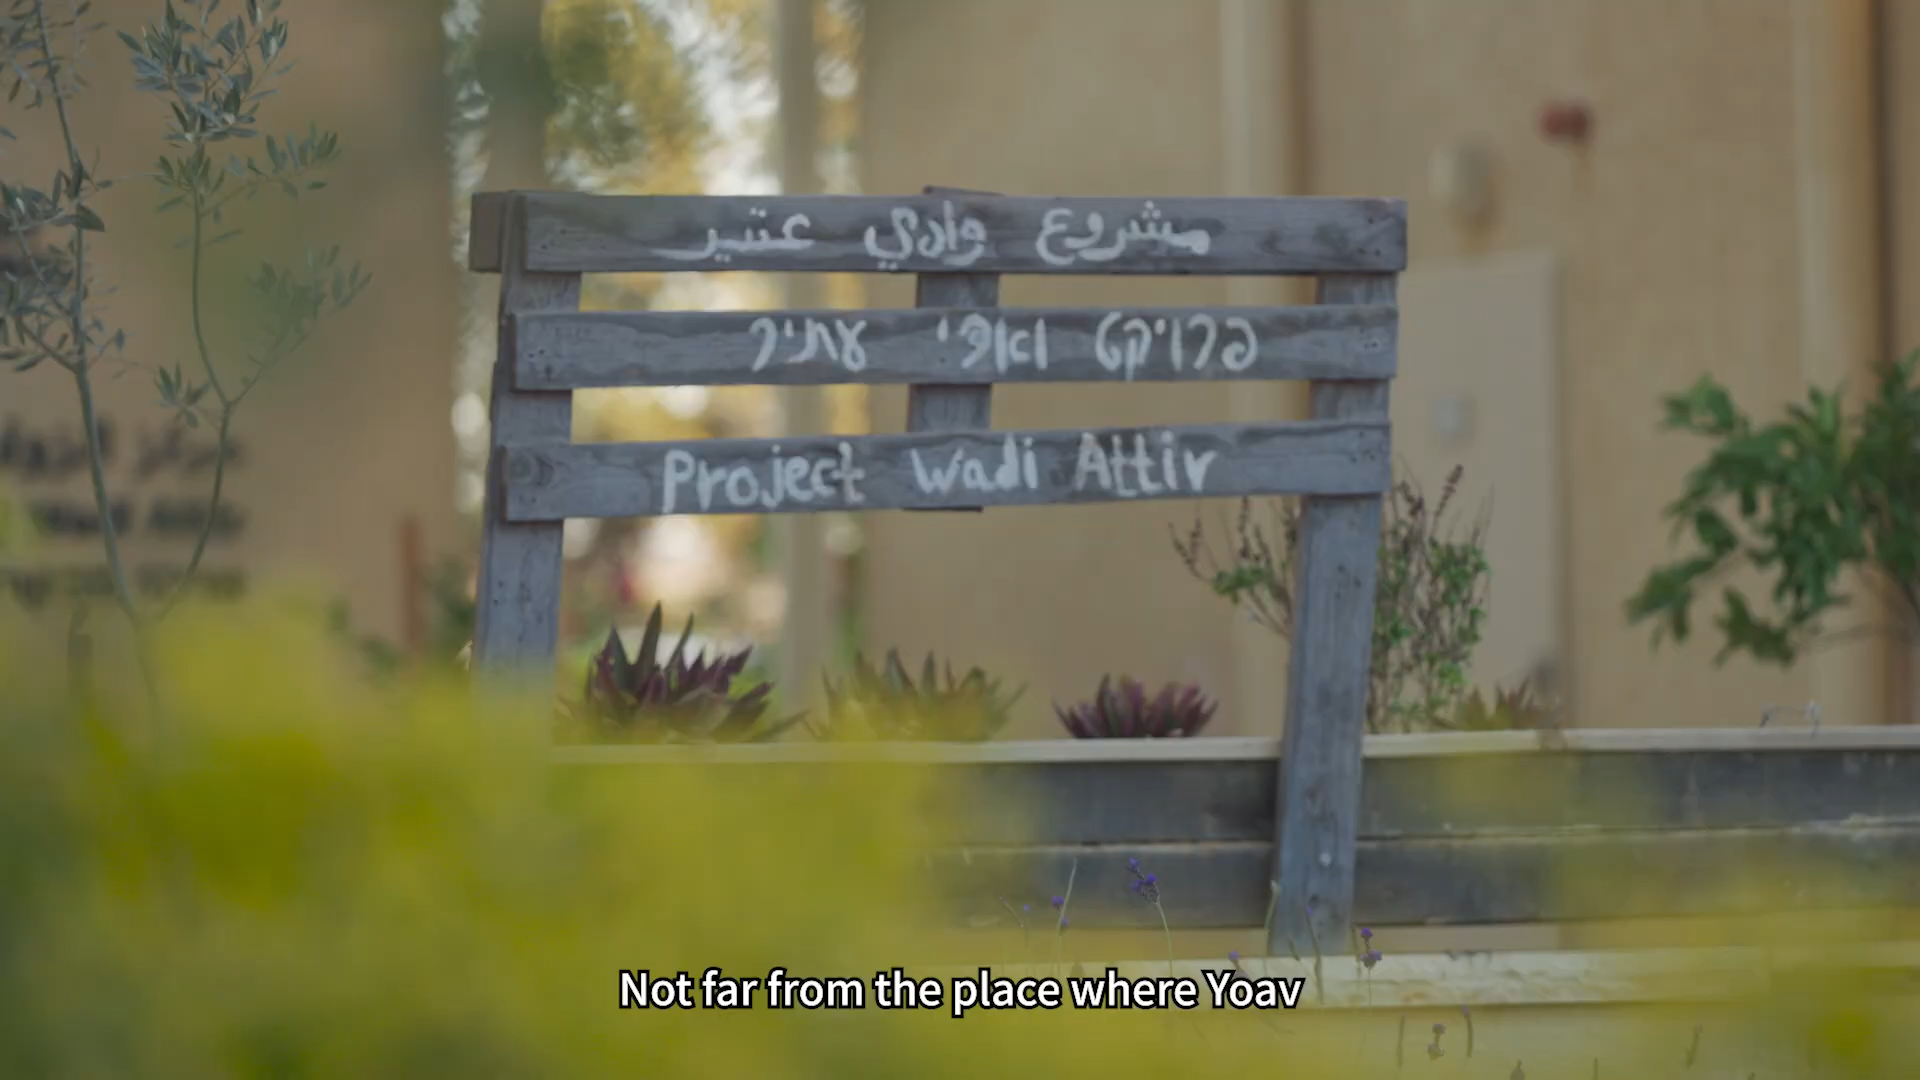 مشروع وادي عتير
פרויקט ואדי עתיר
Project Wadi Attir
Not far from the place where Yoav